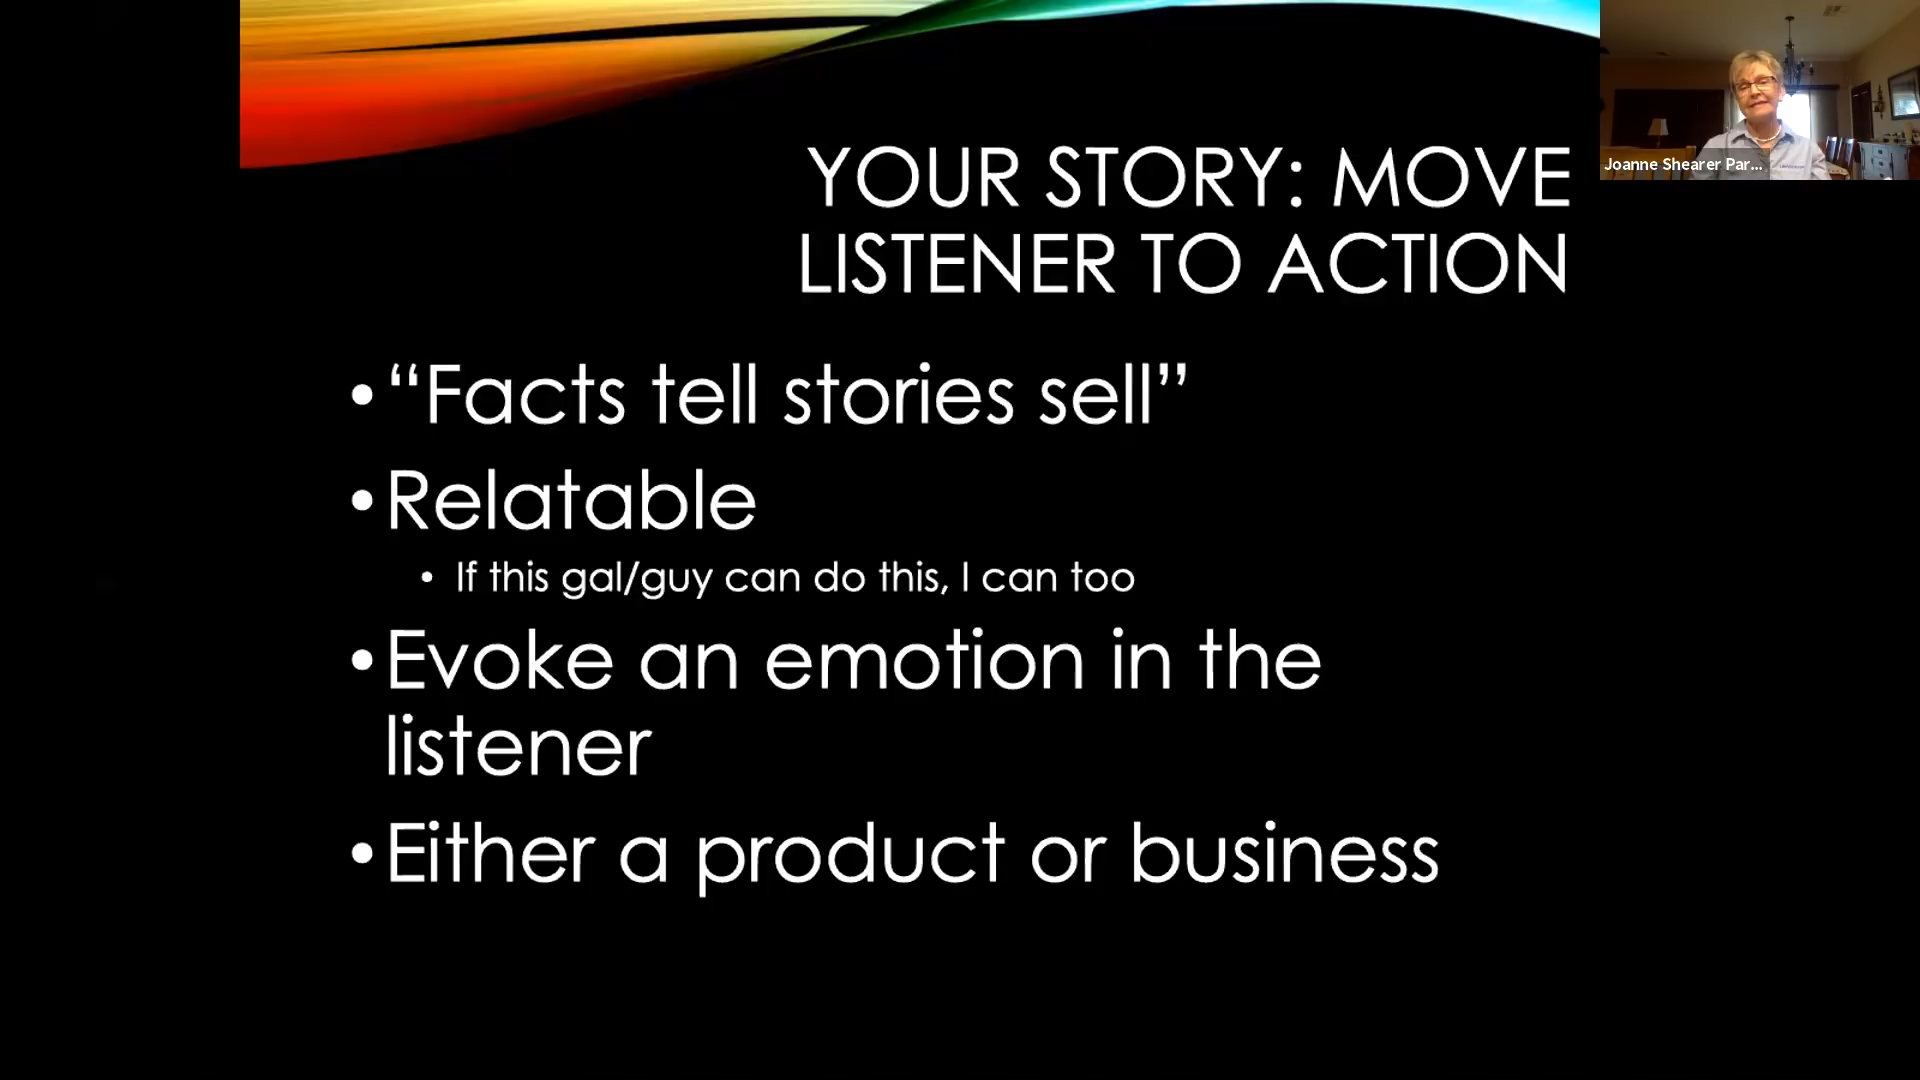 YOUR STORY: MOVE
LISTENER TO ACTION
•“Facts tell stories sell”
•Relatable
• If this gal/guy can do this, I can too
•Evoke an emotion in the
listener
•Either a product or business
Joanne Shearer Par...